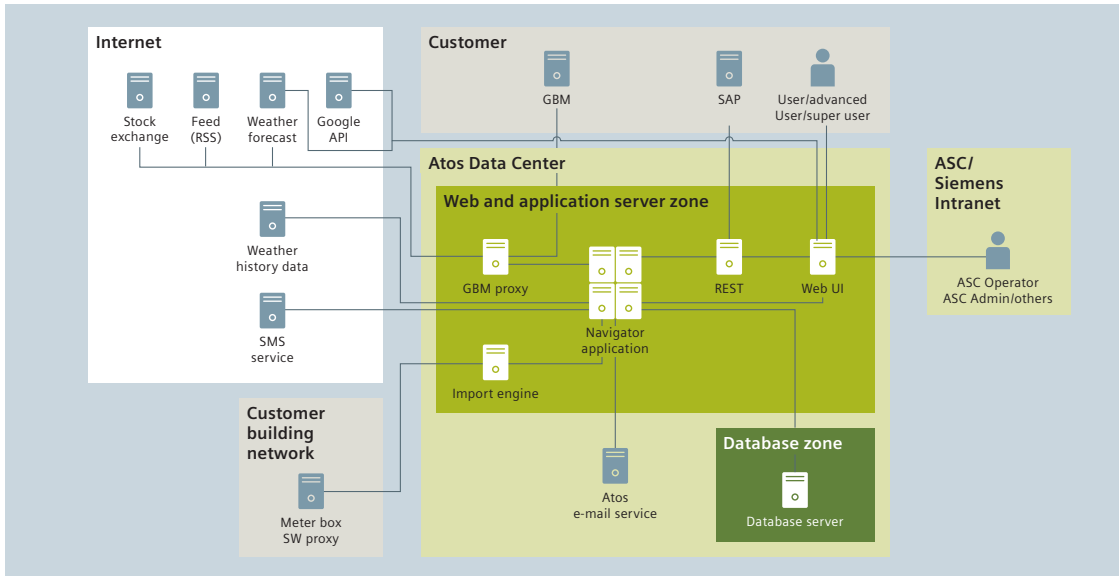 Internet
Stock
exchange
Feed
(RSS)
Weather
forecast
Google
API
Weather
history data
SMS
service
Customer
GBM
SAP
User/advanced
User/super user
Atos Data Center
Web and application server zone
GBM proxy
REST
Web UI
Navigator
application
Import engine
Atos
e-mail service
Database zone
Database server
ASC/
Siemens
Intranet
ASC Operator
ASC Admin/others
Customer
building
network
Meter box
SW proxy